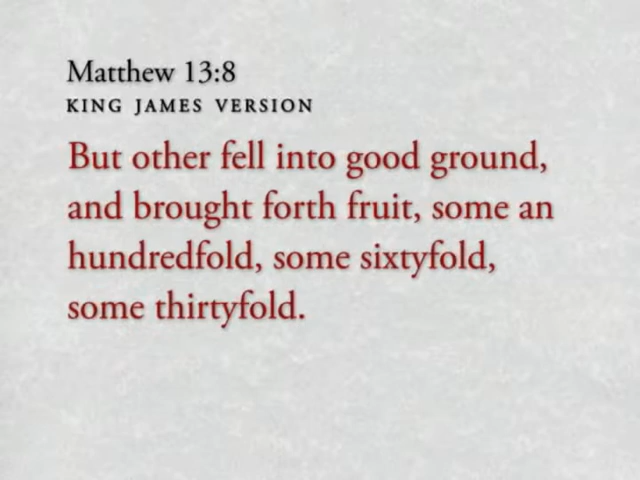 Matthew 13:8
KING JAMES VERSION
But other fell into good ground,
and brought forth fruit, some an
hundredfold, some sixtyfold,
some thirtyfold.